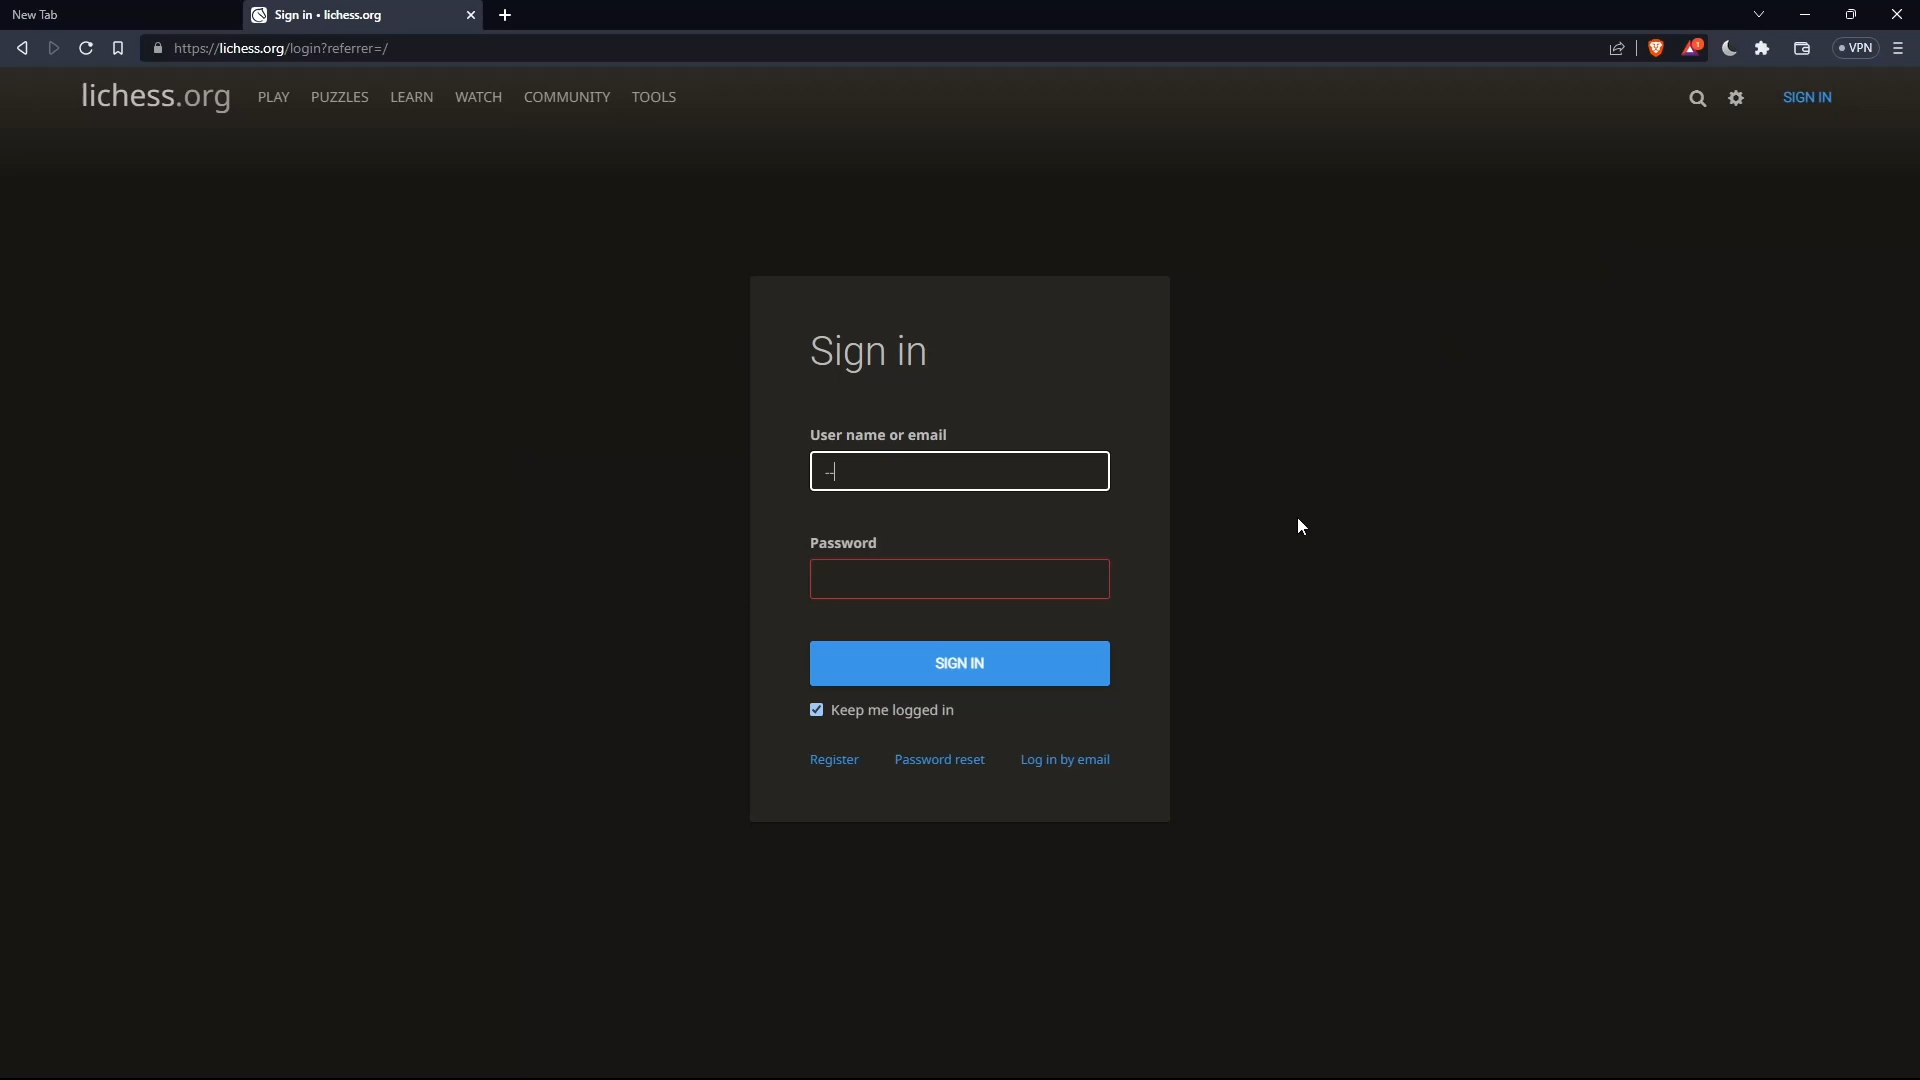 New Tab
Sign in • lichess.org
https://lichess.org/login?referrer=/
1
VPN
lichess.org
PLAY
PUZZLES
LEARN
WATCH
COMMUNITY
TOOLS
SIGN IN
Sign in
User name or email
--
Password
SIGN IN
Keep me logged in
Register
Password reset
Log in by email